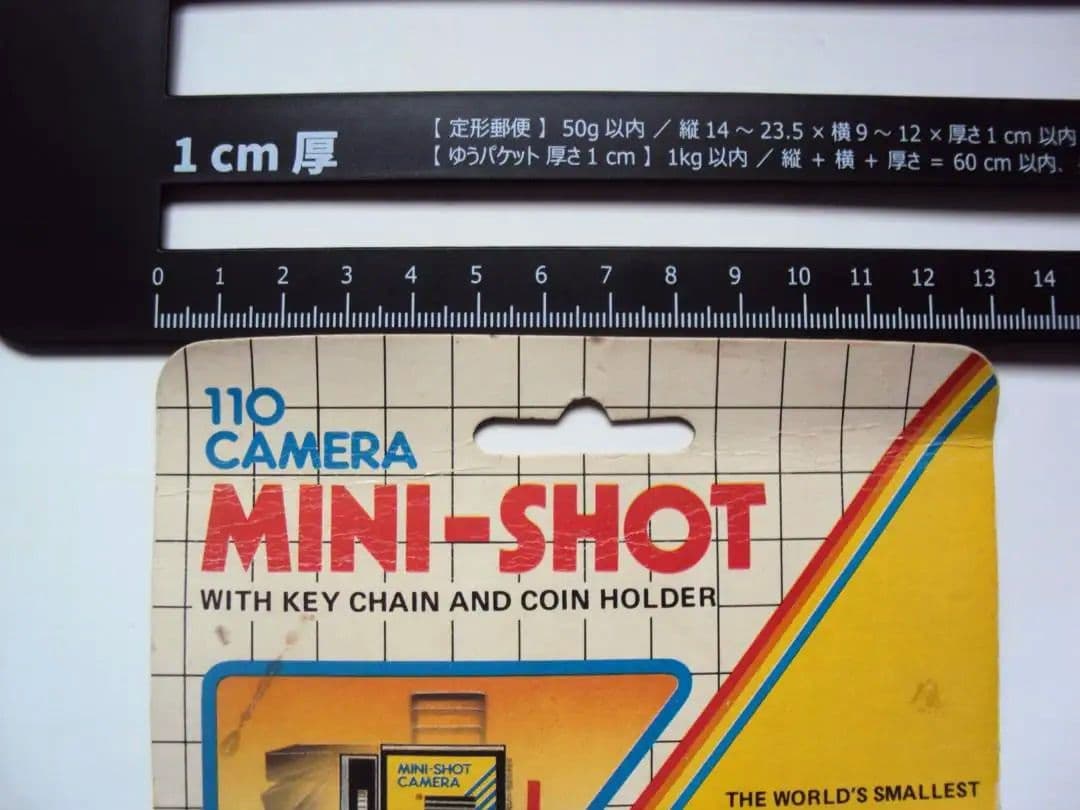 1 cm 厚
【 定形郵便 】 50g 以内 ／ 縦 14 ～ 23.5 × 横 9 ～ 12 × 厚さ 1 cm 以内
【 ゆうパケット 厚さ 1 cm 】 1kg 以内 ／ 縦 + 横 + 厚さ = 60 cm 以内.
0 1 2 3 4 5 6 7 8 9 10 11 12 13 14
110
CAMERA
MINI-SHOT
WITH KEY CHAIN AND COIN HOLDER
MINI-SHOT
CAMERA
THE WORLD'S SMALLEST